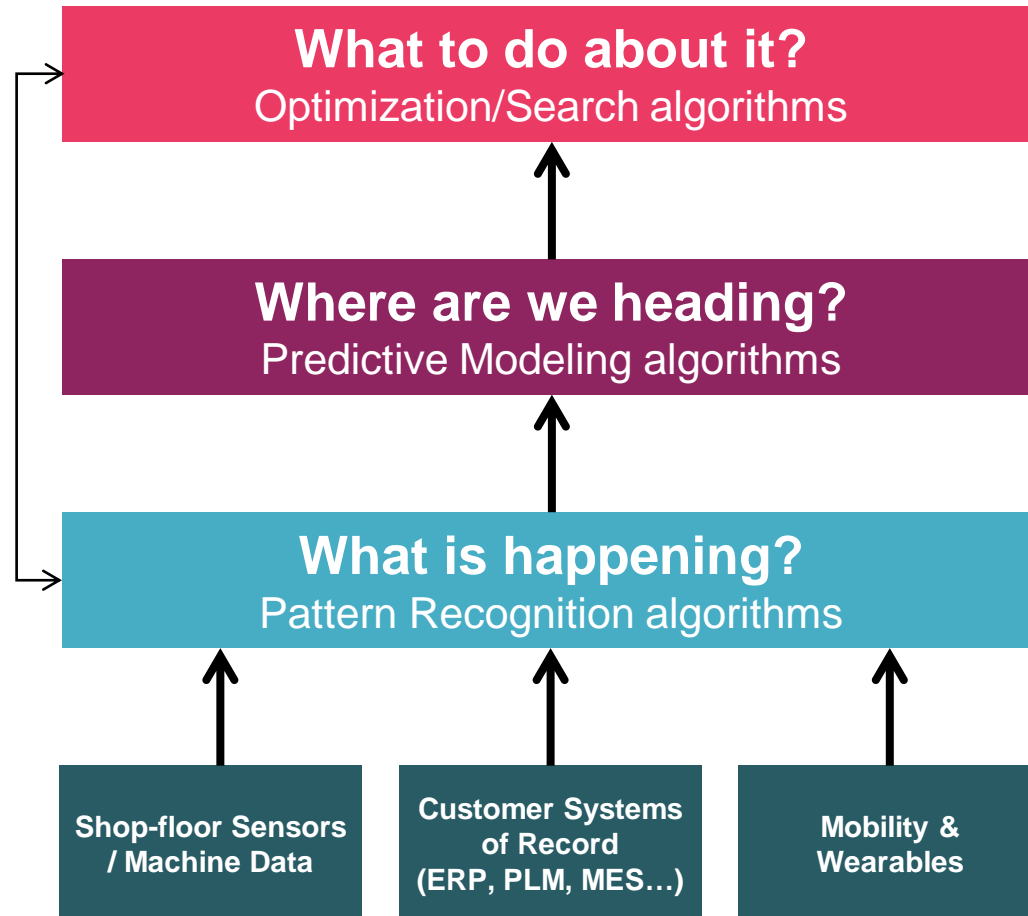 What to do about it?
Optimization/Search algorithms
Where are we heading?
Predictive Modeling algorithms
What is happening?
Pattern Recognition algorithms
Shop-floor Sensors
/ Machine Data
Customer Systems
of Record
(ERP, PLM, MES…)
Mobility &
Wearables